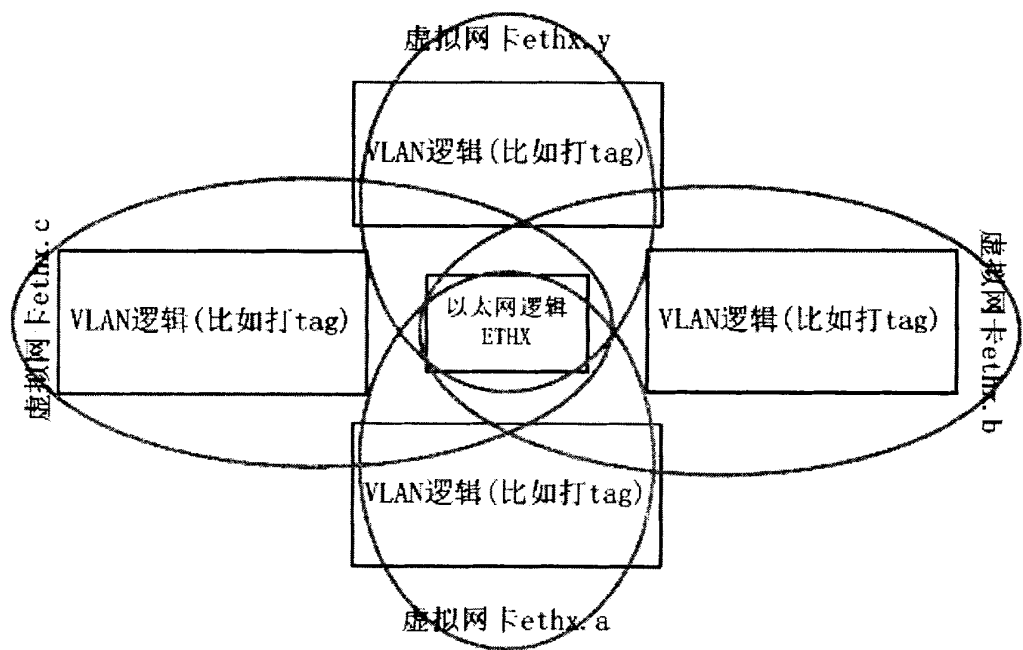 虚拟网卡ethx.y
VLAN逻辑(比如打tag)
虚拟网卡ethx.c
VLAN逻辑(比如打tag)
以太网逻辑
ETHX
VLAN逻辑(比如打tag)
虚拟网卡ethx.b
VLAN逻辑(比如打tag)
虚拟网卡ethx.a